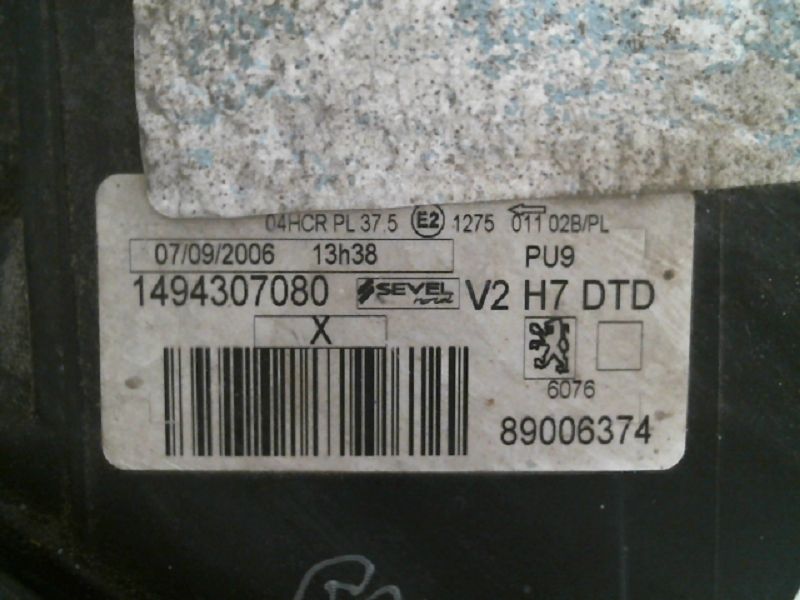 04HCR PL 37.5 E2 1275 011 02B/PL
07/09/2006 13h38 PU9
1494307080 SEVEL V2 H7 DTD
X
6076
89006374